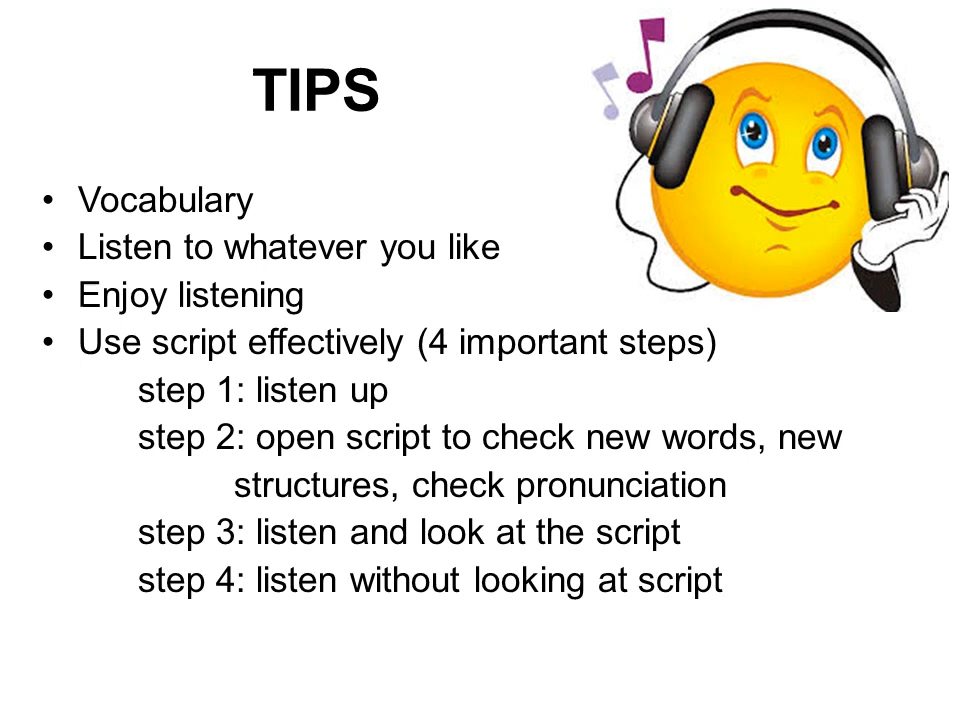 TIPS
• Vocabulary
• Listen to whatever you like
• Enjoy listening
• Use script effectively (4 important steps)
step 1: listen up
step 2: open script to check new words, new
structures, check pronunciation
step 3: listen and look at the script
step 4: listen without looking at script